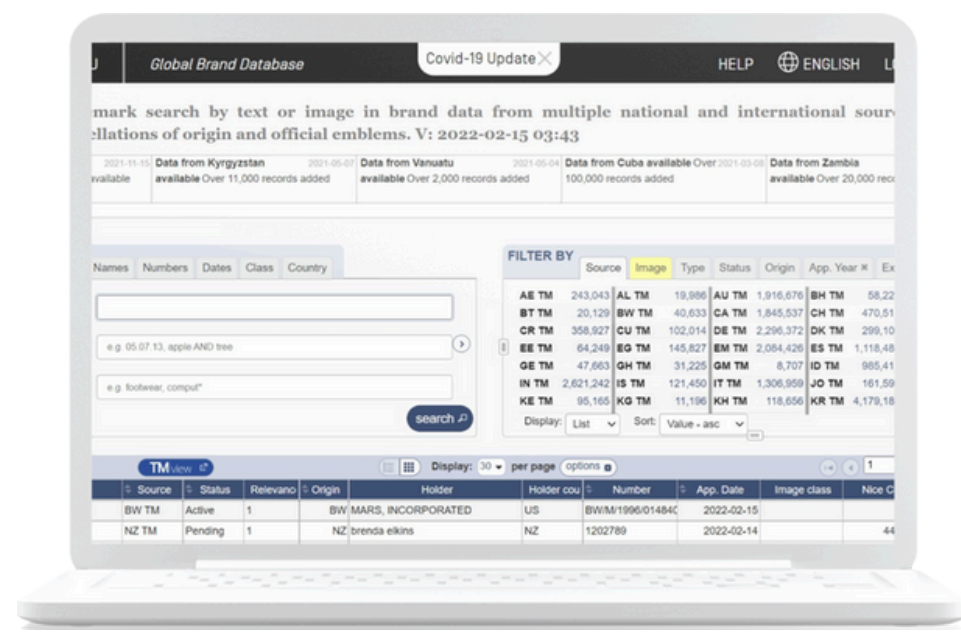 Global Brand Database Covid-19 Update HELP ENGLISH
search by text or image in brand data from multiple national and international
of origin and official emblems. V: 2022-02-15 03:43
2021-11-15 Data from Kyrgyzstan 2021-05-07 Data from Vanuatu 2021-05-04 Data from Cuba available Over 2021-03-08 Data from Zambia
available available Over 11,000 records added available Over 2,000 records added 100,000 records added available Over 20,000
FILTER BY
Names Numbers Dates Class Country Source Image Type Status Origin App. Year
AE TM 243,043 AL TM 19,986 AU TM 1,916,676 BH TM 58,22
BT TM 20,129 BW TM 40,633 CA TM 1,845,537 CH TM 470,51
CR TM 358,927 CU TM 102,014 DE TM 2,296,372 DK TM 299,10
e.g. 05.07.13, apple AND tree EE TM 64,249 EG TM 145,827 EM TM 2,084,426 ES TM 1,118,48
GE TM 47,663 GH TM 31,225 GM TM 8,707 ID TM 985,41
e.g. footwear, comput* IN TM 2,621,242 IS TM 121,450 IT TM 1,306,959 JO TM 161,59
KE TM 95,165 KG TM 11,196 KH TM 118,656 KR TM 4,179,18
search Display: List Sort: Value - asc
TMview Display: 30 per page options 1
Source Status Relevano Origin Holder Holder cou Number App. Date Image class Nice C
BW TM Active 1 BW MARS, INCORPORATED US BW/M/1996/01484 2022-02-15
NZ TM Pending 1 NZ brenda elkins NZ 1202789 2022-02-14 44